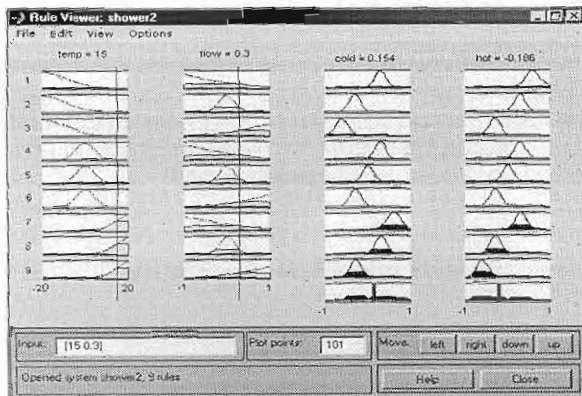 Rule Viewer: shower2
File Edit View Options
temp = 15 flow = 0.3 cold = 0.154 hot = -0.186
1
2
3
4
5
6
7
8
9
-20 20 -1 1
-1 1 -1 1
Input: [15 0.3] Plot points: 101 Move: left right down up
Opened system shower2, 9 rules Help Close